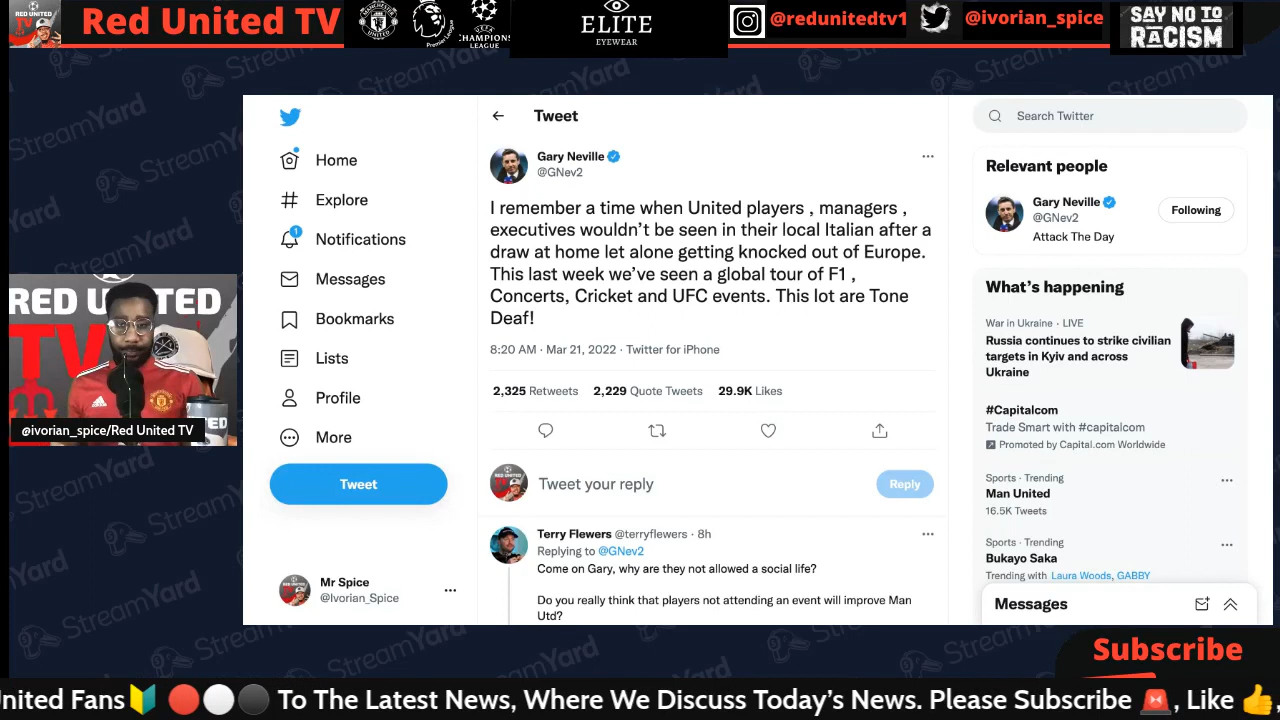 Red United TV
Premier League
CHAMPIONS
LEAGUE
ELITE
EYEWEAR
@redunitedtv1
@ivorian_spice
SAY NO TO
RACISM
StreamYard
Tweet
Search Twitter
Home
Explore
1
Notifications
Messages
Bookmarks
Lists
Profile
More
Tweet
Mr Spice
@Ivorian_Spice
Gary Neville
@GNev2
I remember a time when United players , managers ,
executives wouldn’t be seen in their local Italian after a
draw at home let alone getting knocked out of Europe.
This last week we’ve seen a global tour of F1 ,
Concerts, Cricket and UFC events. This lot are Tone
Deaf!
8:20 AM · Mar 21, 2022 · Twitter for iPhone
2,325 Retweets 2,229 Quote Tweets 29.9K Likes
Tweet your reply
Reply
Terry Flewers @terryflewers · 8h
Replying to @GNev2
Come on Gary, why are they not allowed a social life?
Do you really think that players not attending an event will improve Man
Utd?
Relevant people
Gary Neville
@GNev2
Following
Attack The Day
What’s happening
War in Ukraine · LIVE
Russia continues to strike civilian
targets in Kyiv and across
Ukraine
#Capitalcom
Trade Smart with #capitalcom
Promoted by Capital.com Worldwide
Sports · Trending
Man United
16.5K Tweets
Sports · Trending
Bukayo Saka
Trending with Laura Woods, GABBY
Messages
RED UNITED
TV
@ivorian_spice/Red United TV
Subscribe
United Fans🔰 🔴⚪⚫ To The Latest News, Where We Discuss Today’s News. Please Subscribe 🚨, Like 👍,